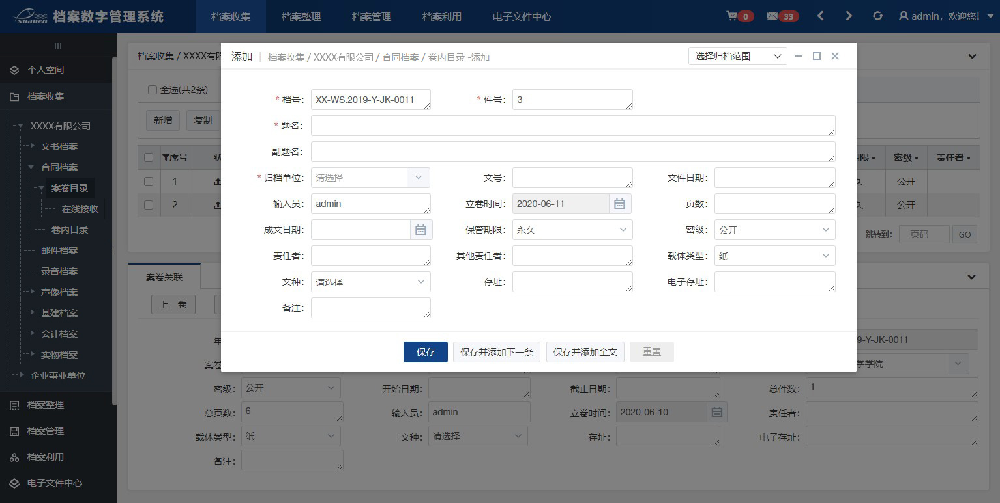 xuanen 档案数字管理系统 档案收集 档案整理 档案管理 档案利用 电子文件中心 0 33 admin，欢迎您!
个人空间
档案收集
XXXX有限公司
文书档案
合同档案
案卷目录
在线接收
卷内目录
邮件档案
录音档案
声像档案
基建档案
会计档案
实物档案
企业事业单位
档案整理
档案管理
档案利用
电子文件中心
档案收集 / XXXX有限
全选(共2条)
新增 复制
序号 状 期限 密级 责任者
1 久 公开
2 久 公开
跳转到: 页码 GO
添加 | 档案收集 / XXXX有限公司 / 合同档案 / 卷内目录 -添加 选择归档范围
* 档号: XX-WS.2019-Y-JK-0011 * 件号: 3
* 题名:
副题名:
* 归档单位: 请选择 文号: 文件日期:
输入员: admin 立卷时间: 2020-06-11 页数:
成文日期: 保管期限: 永久 密级: 公开
责任者: 其他责任者: 载体类型: 纸
文种: 请选择 存址: 电子存址:
备注:
保存 保存并添加下一条 保存并添加全文 重置
案卷关联
上一卷
年 9-Y-JK-0011
案卷 学学院
密级: 公开 开始日期: 截止日期: 总件数: 1
总页数: 6 输入员: admin 立卷时间: 2020-06-10 责任者:
载体类型: 纸 文种: 请选择 存址: 电子存址:
备注: